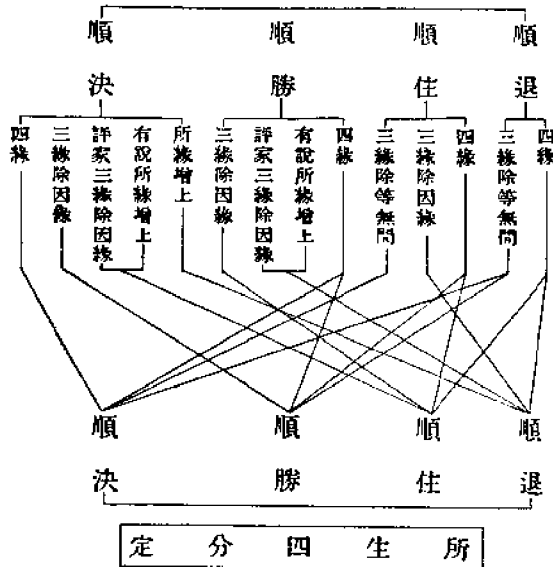 順退
順住
順勝
順決
四緣
三緣除等無間
四緣
三緣除因緣
三緣除等無間
四緣
有說所緣增上
評家三緣除因緣
三緣除因緣
所緣增上
有說所緣增上
評家三緣除因緣
三緣除因緣
四緣
順退
順住
順勝
順決
所生四分定